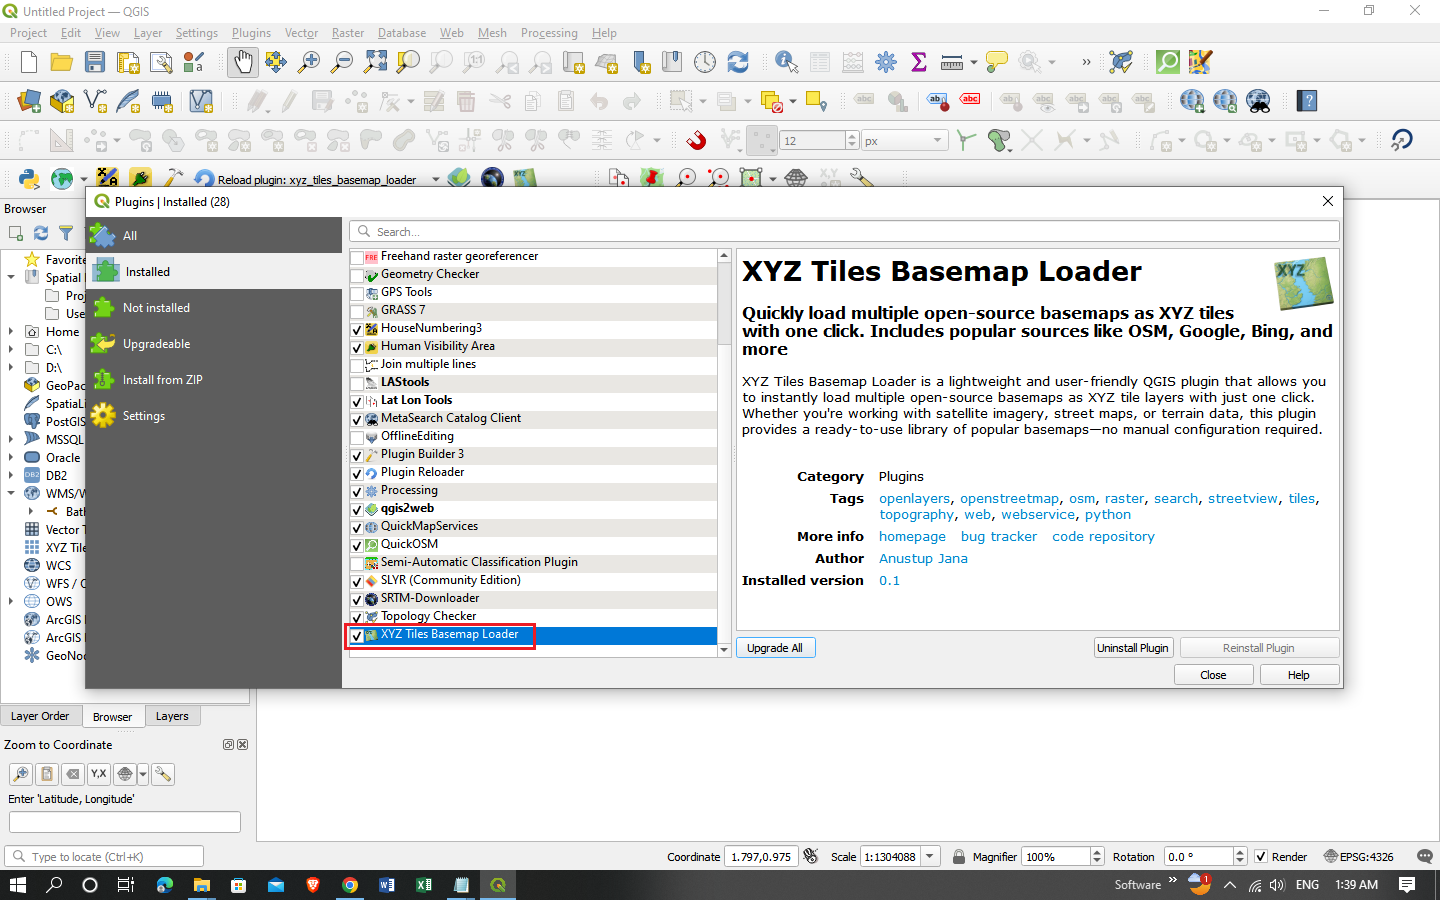 Untitled Project — QGIS
Project Edit View Layer Settings Plugins Vector Raster Database Web Mesh Processing Help
12 px
Reload plugin: xyz_tiles_basemap_loader
Browser
Plugins | Installed (28)
All
Installed
Not installed
Upgradeable
Install from ZIP
Settings
Search...
Favorite
Spatial
Proj
Use
Home
C:\
D:\
GeoPac
SpatiaLi
PostGIS
MSSQL
Oracle
DB2
WMS/W
Bath
Vector T
XYZ Tile
WCS
WFS / O
OWS
ArcGIS
ArcGIS
GeoNod
Freehand raster georeferencer
Geometry Checker
GPS Tools
GRASS 7
HouseNumbering3
Human Visibility Area
Join multiple lines
LAStools
Lat Lon Tools
MetaSearch Catalog Client
OfflineEditing
Plugin Builder 3
Plugin Reloader
Processing
qgis2web
QuickMapServices
QuickOSM
Semi-Automatic Classification Plugin
SLYR (Community Edition)
SRTM-Downloader
Topology Checker
XYZ Tiles Basemap Loader
XYZ Tiles Basemap Loader
XYZ
Quickly load multiple open-source basemaps as XYZ tiles
with one click. Includes popular sources like OSM, Google, Bing, and
more
XYZ Tiles Basemap Loader is a lightweight and user-friendly QGIS plugin that allows you
to instantly load multiple open-source basemaps as XYZ tile layers with just one click.
Whether you're working with satellite imagery, street maps, or terrain data, this plugin
provides a ready-to-use library of popular basemaps—no manual configuration required.
Category Plugins
Tags openlayers, openstreetmap, osm, raster, search, streetview, tiles,
topography, web, webservice, python
More info homepage bug tracker code repository
Author Anustup Jana
Installed version 0.1
Upgrade All Uninstall Plugin Reinstall Plugin
Close Help
Layer Order Browser Layers
Zoom to Coordinate
Y,X
Enter 'Latitude, Longitude'
Type to locate (Ctrl+K)
Coordinate 1.797,0.975 Scale 1:1304088 Magnifier 100% Rotation 0.0 ° Render EPSG:4326
Software 1 ENG 1:39 AM